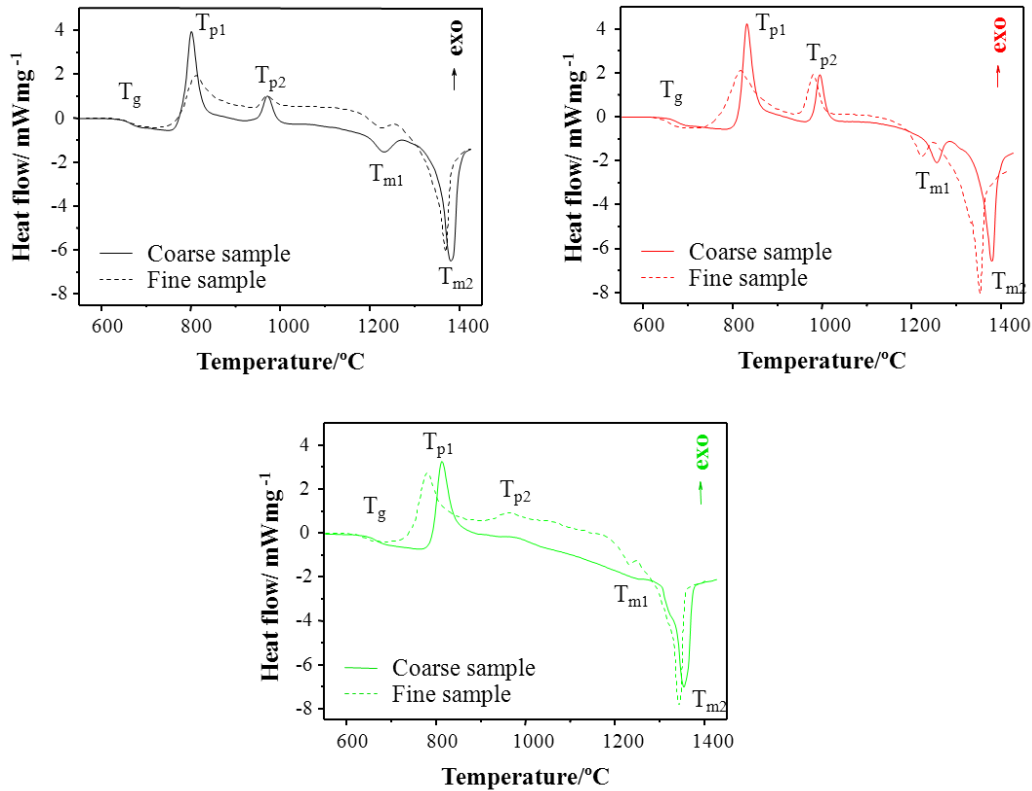 4
2
0
-2
-4
-6
-8
Heat flow/ mWmg⁻¹
Tg
Tp1
Tp2
Tm1
Tm2
exo
Coarse sample
Fine sample
600 800 1000 1200 1400
Temperature/ºC
4
2
0
-2
-4
-6
-8
Heat flow/ mWmg⁻¹
Tg
Tp1
Tp2
Tm1
Tm2
exo
Coarse sample
Fine sample
600 800 1000 1200 1400
Temperature/ºC
4
2
0
-2
-4
-6
-8
Heat flow/ mWmg⁻¹
Tg
Tp1
Tp2
Tm1
Tm2
exo
Coarse sample
Fine sample
600 800 1000 1200 1400
Temperature/ºC